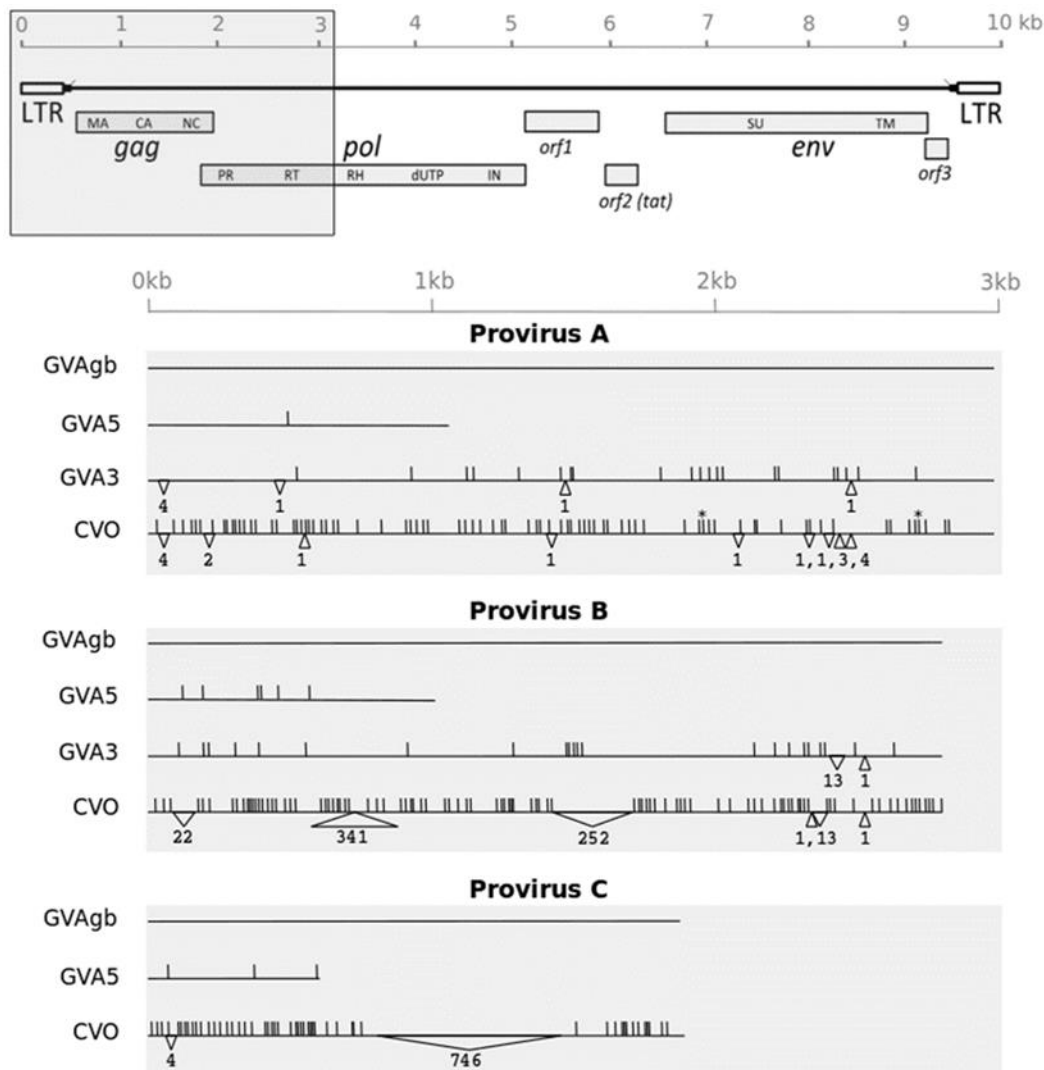 0 1 2 3 4 5 6 7 8 9 10 kb
LTR LTR
MA CA NC SU TM
gag pol orf1 env orf3
PR RT RH dUTP IN
orf2 (tat)
0kb 1kb 2kb 3kb
Provirus A
GVAgb
GVA5
GVA3
4 1 1 1
* *
CVO
4 2 1 1 1 1,1,3,4
Provirus B
GVAgb
GVA5
GVA3
13 1
CVO
22 341 252 1,13 1
Provirus C
GVAgb
GVA5
CVO
4 746